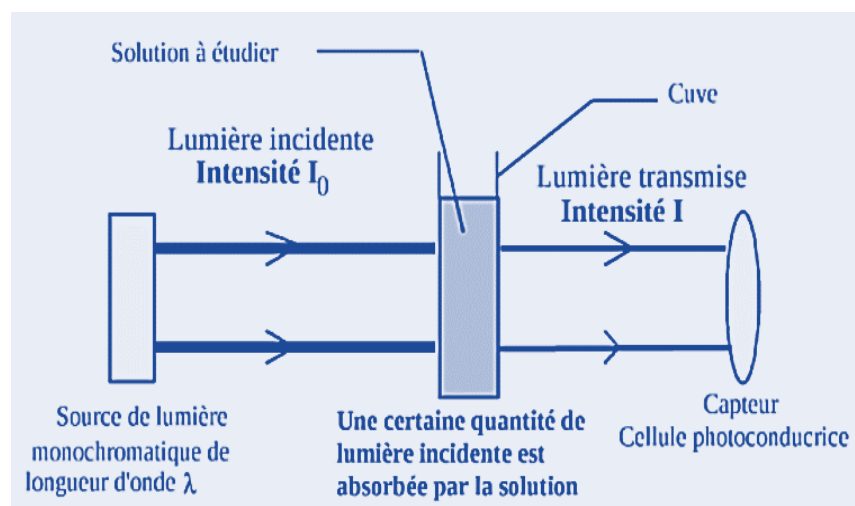 Solution à étudier
Cuve
Lumière incidente
Intensité I₀
Lumière transmise
Intensité I
Source de lumière
monochromatique de
longueur d'onde λ
Une certaine quantité de
lumière incidente est
absorbée par la solution
Capteur
Cellule photoconducrice